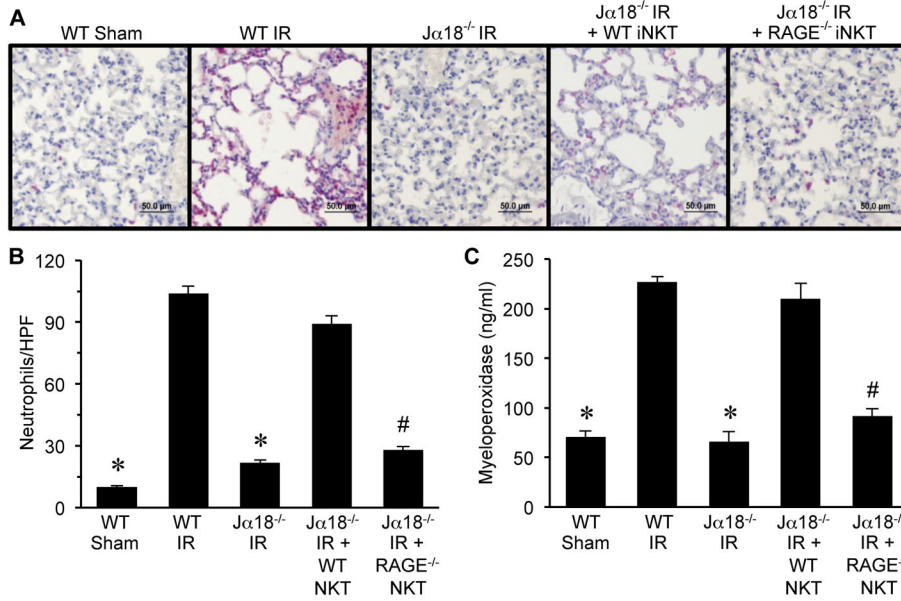 A
WT Sham
WT IR
Jα18⁻/⁻ IR
Jα18⁻/⁻ IR
+ WT iNKT
Jα18⁻/⁻ IR
+ RAGE⁻/⁻ iNKT
50.0 µm
50.0 µm
50.0 µm
50.0 µm
50.0 µm
B
Neutrophils/HPF
120
90
60
30
0
*
*
#
WT
Sham
WT
IR
Jα18⁻/⁻
IR
Jα18⁻/⁻
IR +
WT
NKT
Jα18⁻/⁻
IR +
RAGE⁻/⁻
NKT
C
Myeloperoxidase (ng/ml)
250
200
150
100
50
0
*
*
#
WT
Sham
WT
IR
Jα18⁻/⁻
IR
Jα18⁻/⁻
IR +
WT
NKT
Jα18⁻/⁻
IR +
RAGE⁻/⁻
NKT